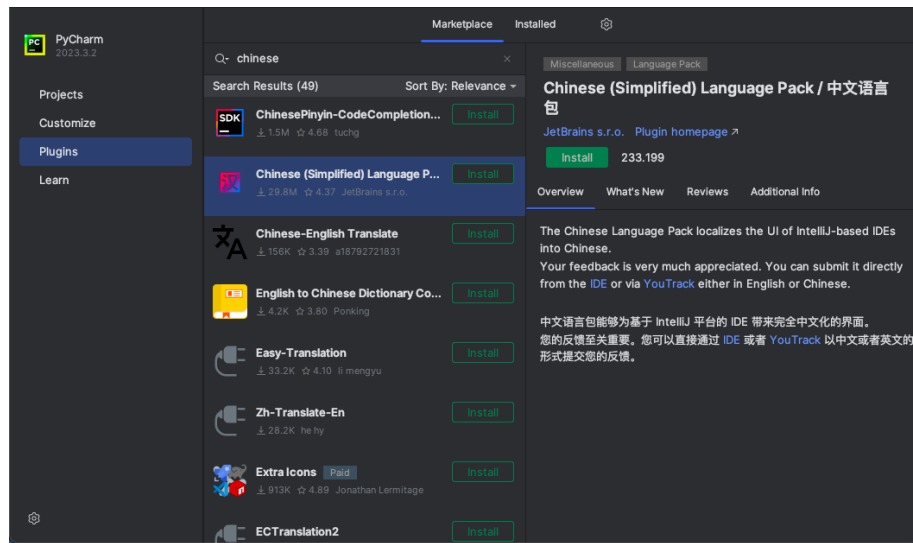 Marketplace Installed
PC PyCharm
2023.3.2
Projects
Customize
Plugins
Learn
chinese
Search Results (49) Sort By: Relevance
SDK
ChinesePinyin-CodeCompletion... Install
1.5M 4.68 tuchg
汉
Chinese (Simplified) Language P... Install
29.8M 4.37 JetBrains s.r.o.
Chinese-English Translate Install
156K 3.39 a18792721831
English to Chinese Dictionary Co... Install
4.2K 3.80 Ponking
Easy-Translation Install
33.2K 4.10 li mengyu
Zh-Translate-En Install
28.2K he hy
Extra Icons Paid Install
913K 4.89 Jonathan Lermitage
ECTranslation2 Install
Miscellaneous Language Pack
Chinese (Simplified) Language Pack / 中文语言
包
JetBrains s.r.o. Plugin homepage ↗
Install 233.199
Overview What's New Reviews Additional Info
The Chinese Language Pack localizes the UI of IntelliJ-based IDEs
into Chinese.
Your feedback is very much appreciated. You can submit it directly
from the IDE or via YouTrack either in English or Chinese.
中文语言包能够为基于 IntelliJ 平台的 IDE 带来完全中文化的界面。
您的反馈至关重要。您可以直接通过 IDE 或者 YouTrack 以中文或者英文的
形式提交您的反馈。